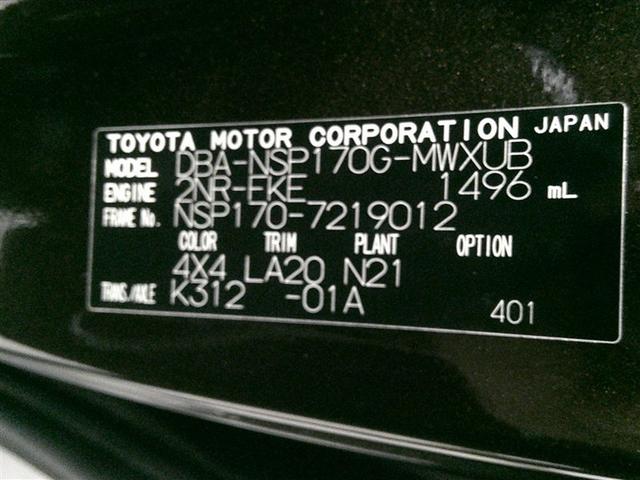 TOYOTA MOTOR CORPORATION JAPAN
MODEL DBA-NSP170G-MWXUB
ENGINE 2NR-FKE 1496 mL
FRAME No. NSP170-7219012
COLOR TRIM PLANT OPTION
4X4 LA20 N21
TRANS/AXLE K312 -01A 401